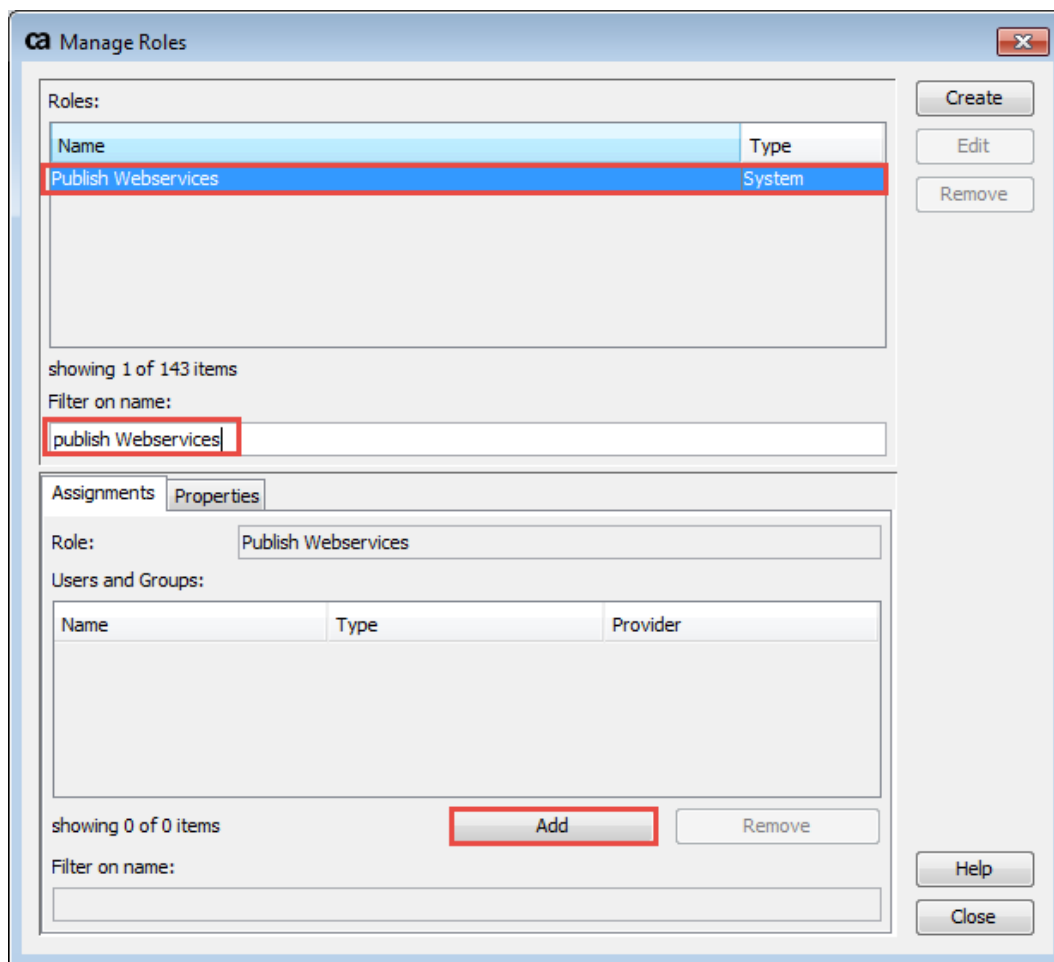 ca Manage Roles
Roles:
Create
Name Type
Edit
Publish Webservices System
Remove
showing 1 of 143 items
Filter on name:
publish Webservices
Assignments Properties
Role: Publish Webservices
Users and Groups:
Name Type Provider
showing 0 of 0 items Add Remove
Filter on name:
Help
Close